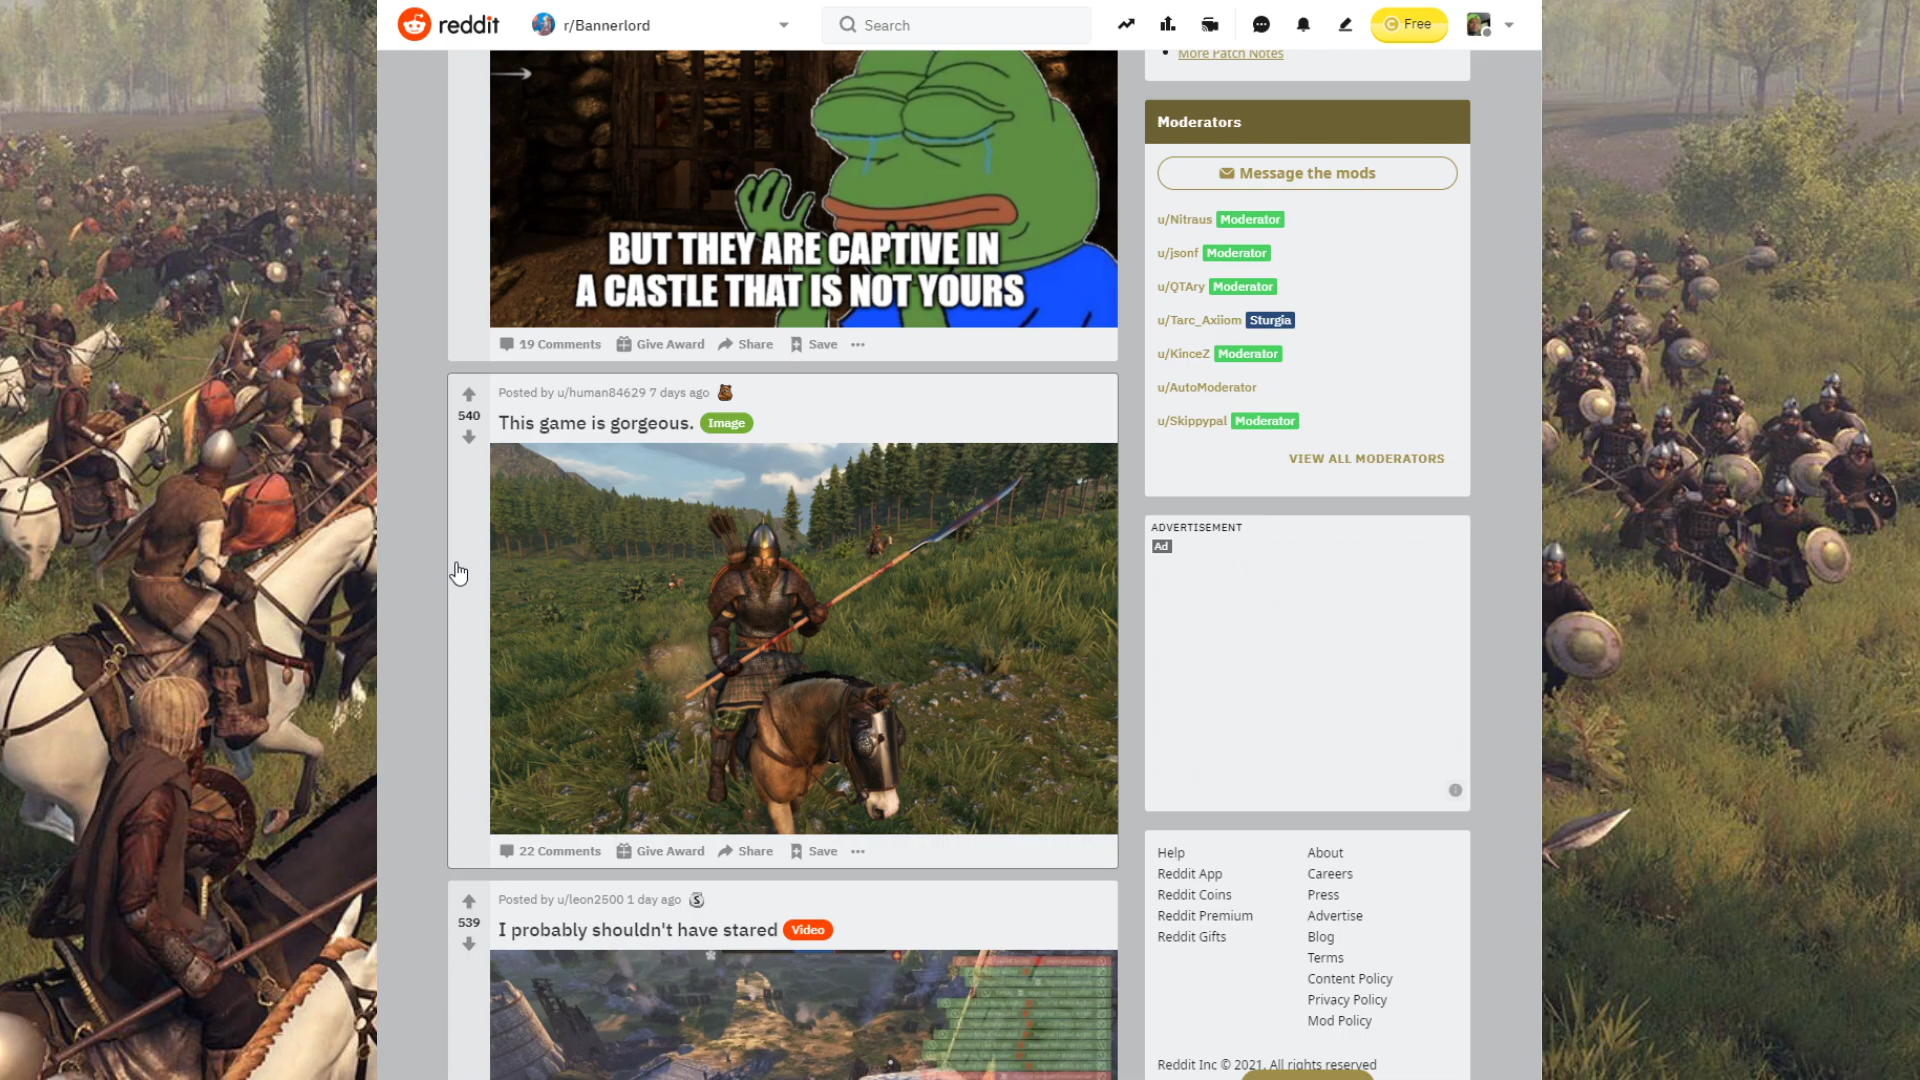 reddit
r/Bannerlord
Search
Free
More Patch Notes
BUT THEY ARE CAPTIVE IN
A CASTLE THAT IS NOT YOURS
19 Comments Give Award Share Save
Posted by u/human84629 7 days ago
540
This game is gorgeous. Image
22 Comments Give Award Share Save
Posted by u/leon2500 1 day ago
539
I probably shouldn't have stared Video
Moderators
Message the mods
u/Nitraus Moderator
u/jsonf Moderator
u/QTAry Moderator
u/Tarc_Axiiom Sturgia
u/KinceZ Moderator
u/AutoModerator
u/Skippypal Moderator
VIEW ALL MODERATORS
ADVERTISEMENT
Ad
Help
Reddit App
Reddit Coins
Reddit Premium
Reddit Gifts
About
Careers
Press
Advertise
Blog
Terms
Content Policy
Privacy Policy
Mod Policy
Reddit Inc © 2021. All rights reserved